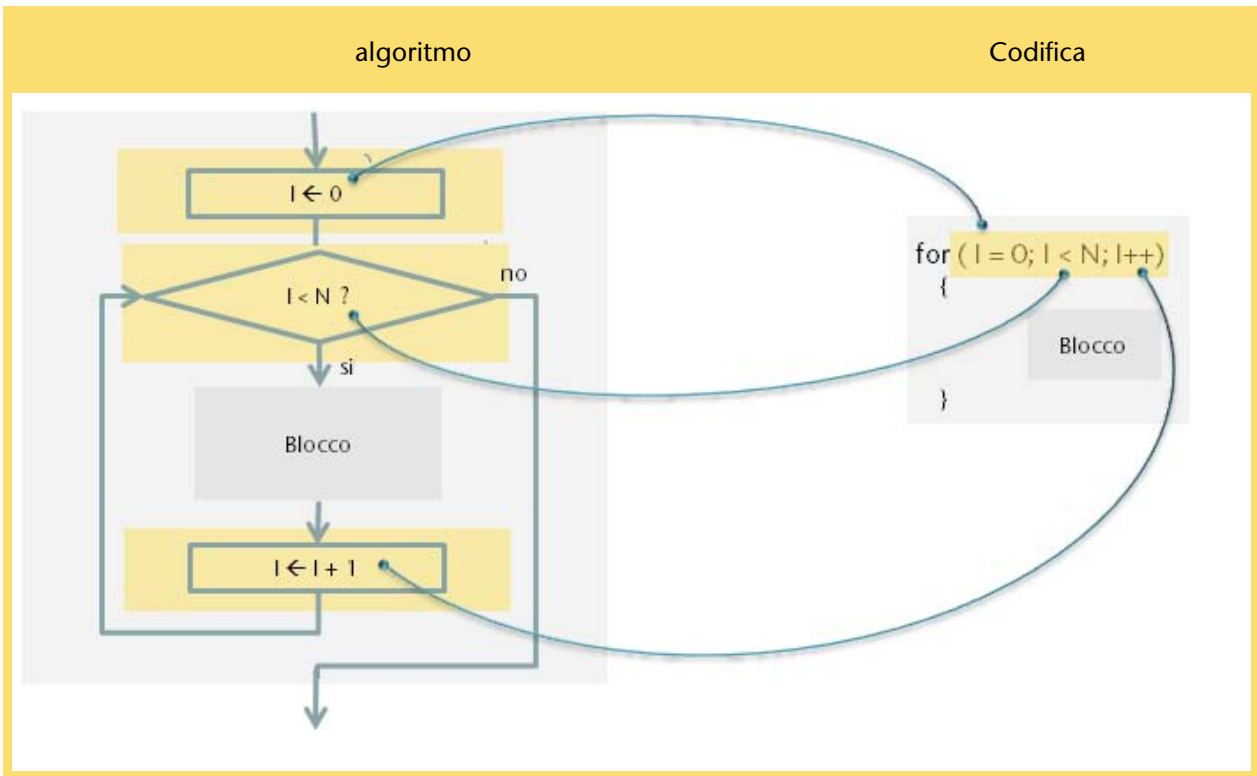 algoritmo
Codifica
I ← 0
I < N ?
no
si
Blocco
I ← I + 1
for ( I = 0; I < N; I++)
{
Blocco
}